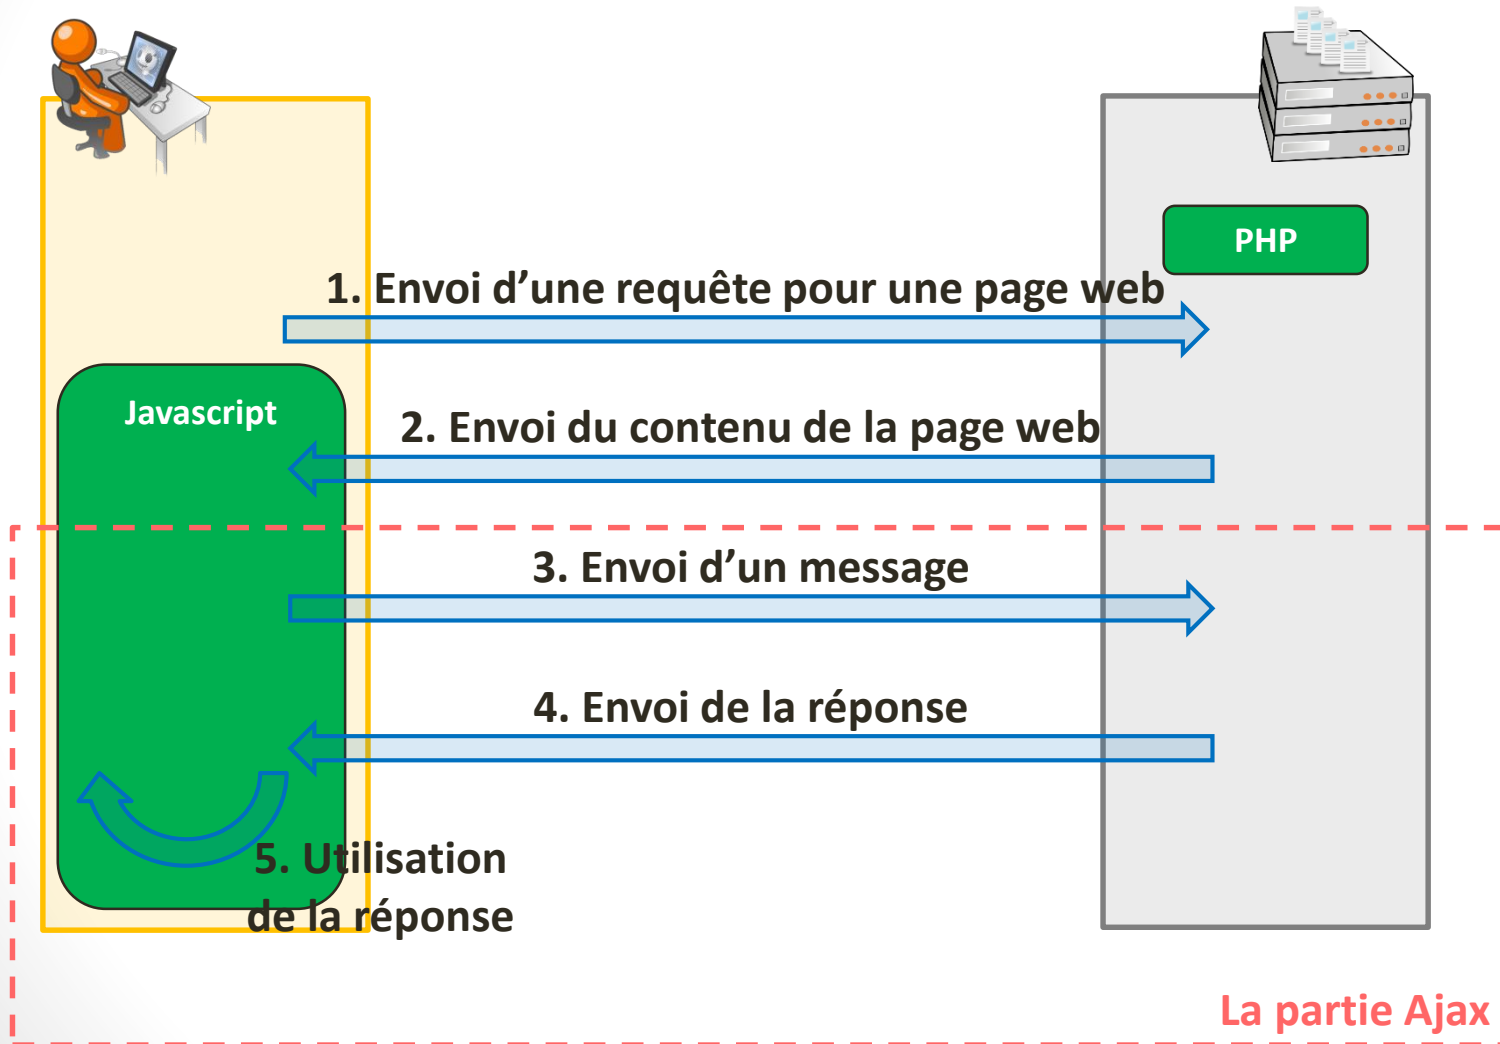 PHP
1. Envoi d’une requête pour une page web
Javascript
2. Envoi du contenu de la page web
3. Envoi d’un message
4. Envoi de la réponse
5. Utilisation
de la réponse
La partie Ajax